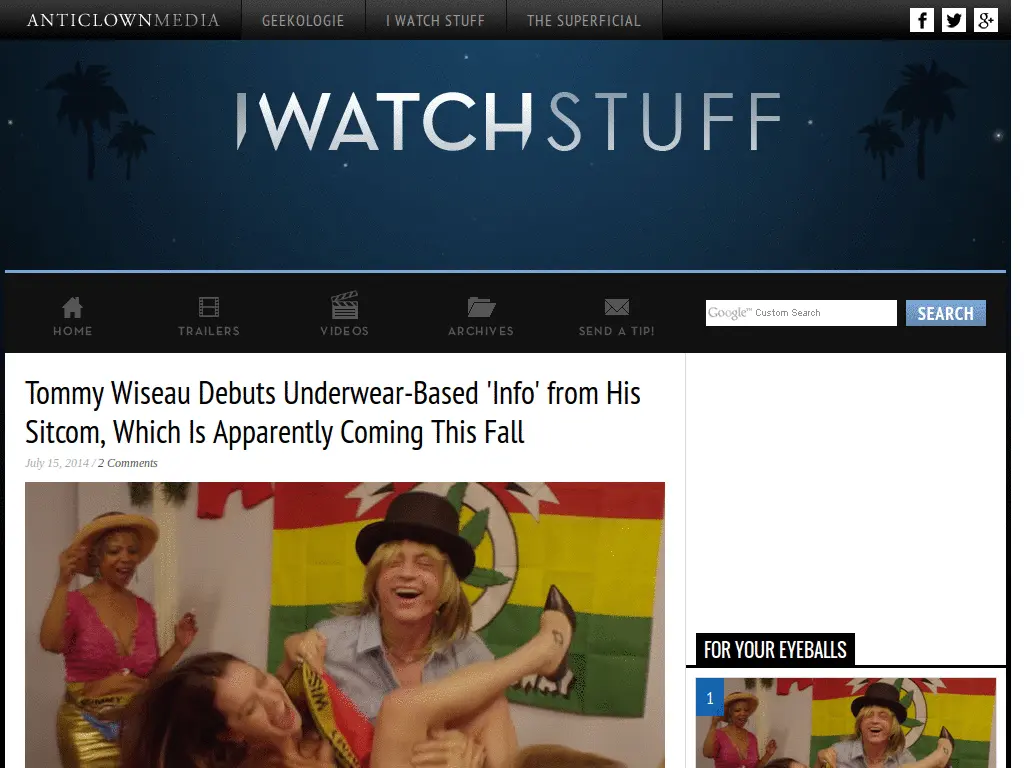 ANTICLOWNMEDIA GEEKOLOGIE I WATCH STUFF THE SUPERFICIAL
I WATCH STUFF
HOME TRAILERS VIDEOS ARCHIVES SEND A TIP!
Google™ Custom Search SEARCH
Tommy Wiseau Debuts Underwear-Based 'Info' from His
Sitcom, Which Is Apparently Coming This Fall
July 15, 2014 / 2 Comments
FOR YOUR EYEBALLS
1